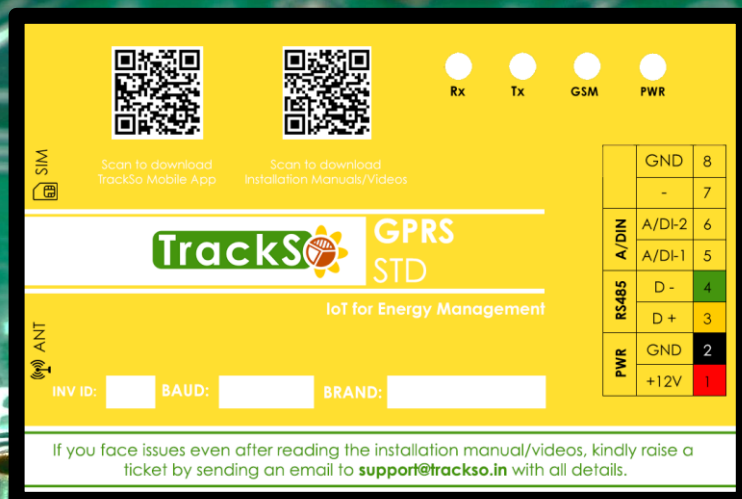 Scan to download
TrackSo Mobile App
Scan to download
Installation Manuals/Videos
Rx
Tx
GSM
PWR
SIM
TrackSo
GPRS
STD
IoT for Energy Management
ANT
INV ID:
BAUD:
BRAND:
GND 8
- 7
A/DIN
A/DI-2 6
A/DI-1 5
RS485
D - 4
D + 3
PWR
GND 2
+12V 1
If you face issues even after reading the installation manual/videos, kindly raise a
ticket by sending an email to support@trackso.in with all details.